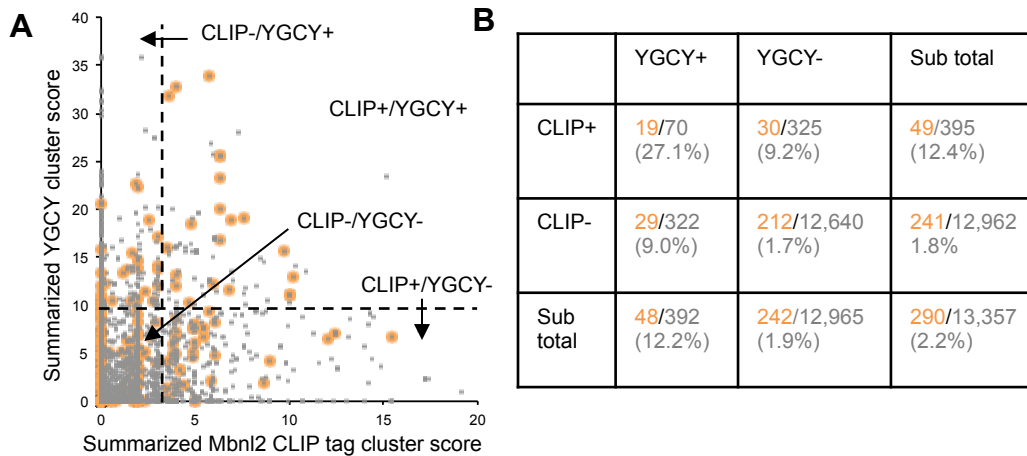 A
40
35
30
25
20
15
10
5
0
Summarized YGCY cluster score
CLIP-/YGCY+
CLIP+/YGCY+
CLIP-/YGCY-
CLIP+/YGCY-
0 5 10 15 20
Summarized Mbnl2 CLIP tag cluster score
B
YGCY+ YGCY- Sub total
CLIP+ 19/70 30/325 49/395
(27.1%) (9.2%) (12.4%)
CLIP- 29/322 212/12,640 241/12,962
(9.0%) (1.7%) 1.8%
Sub 48/392 242/12,965 290/13,357
total (12.2%) (1.9%) (2.2%)